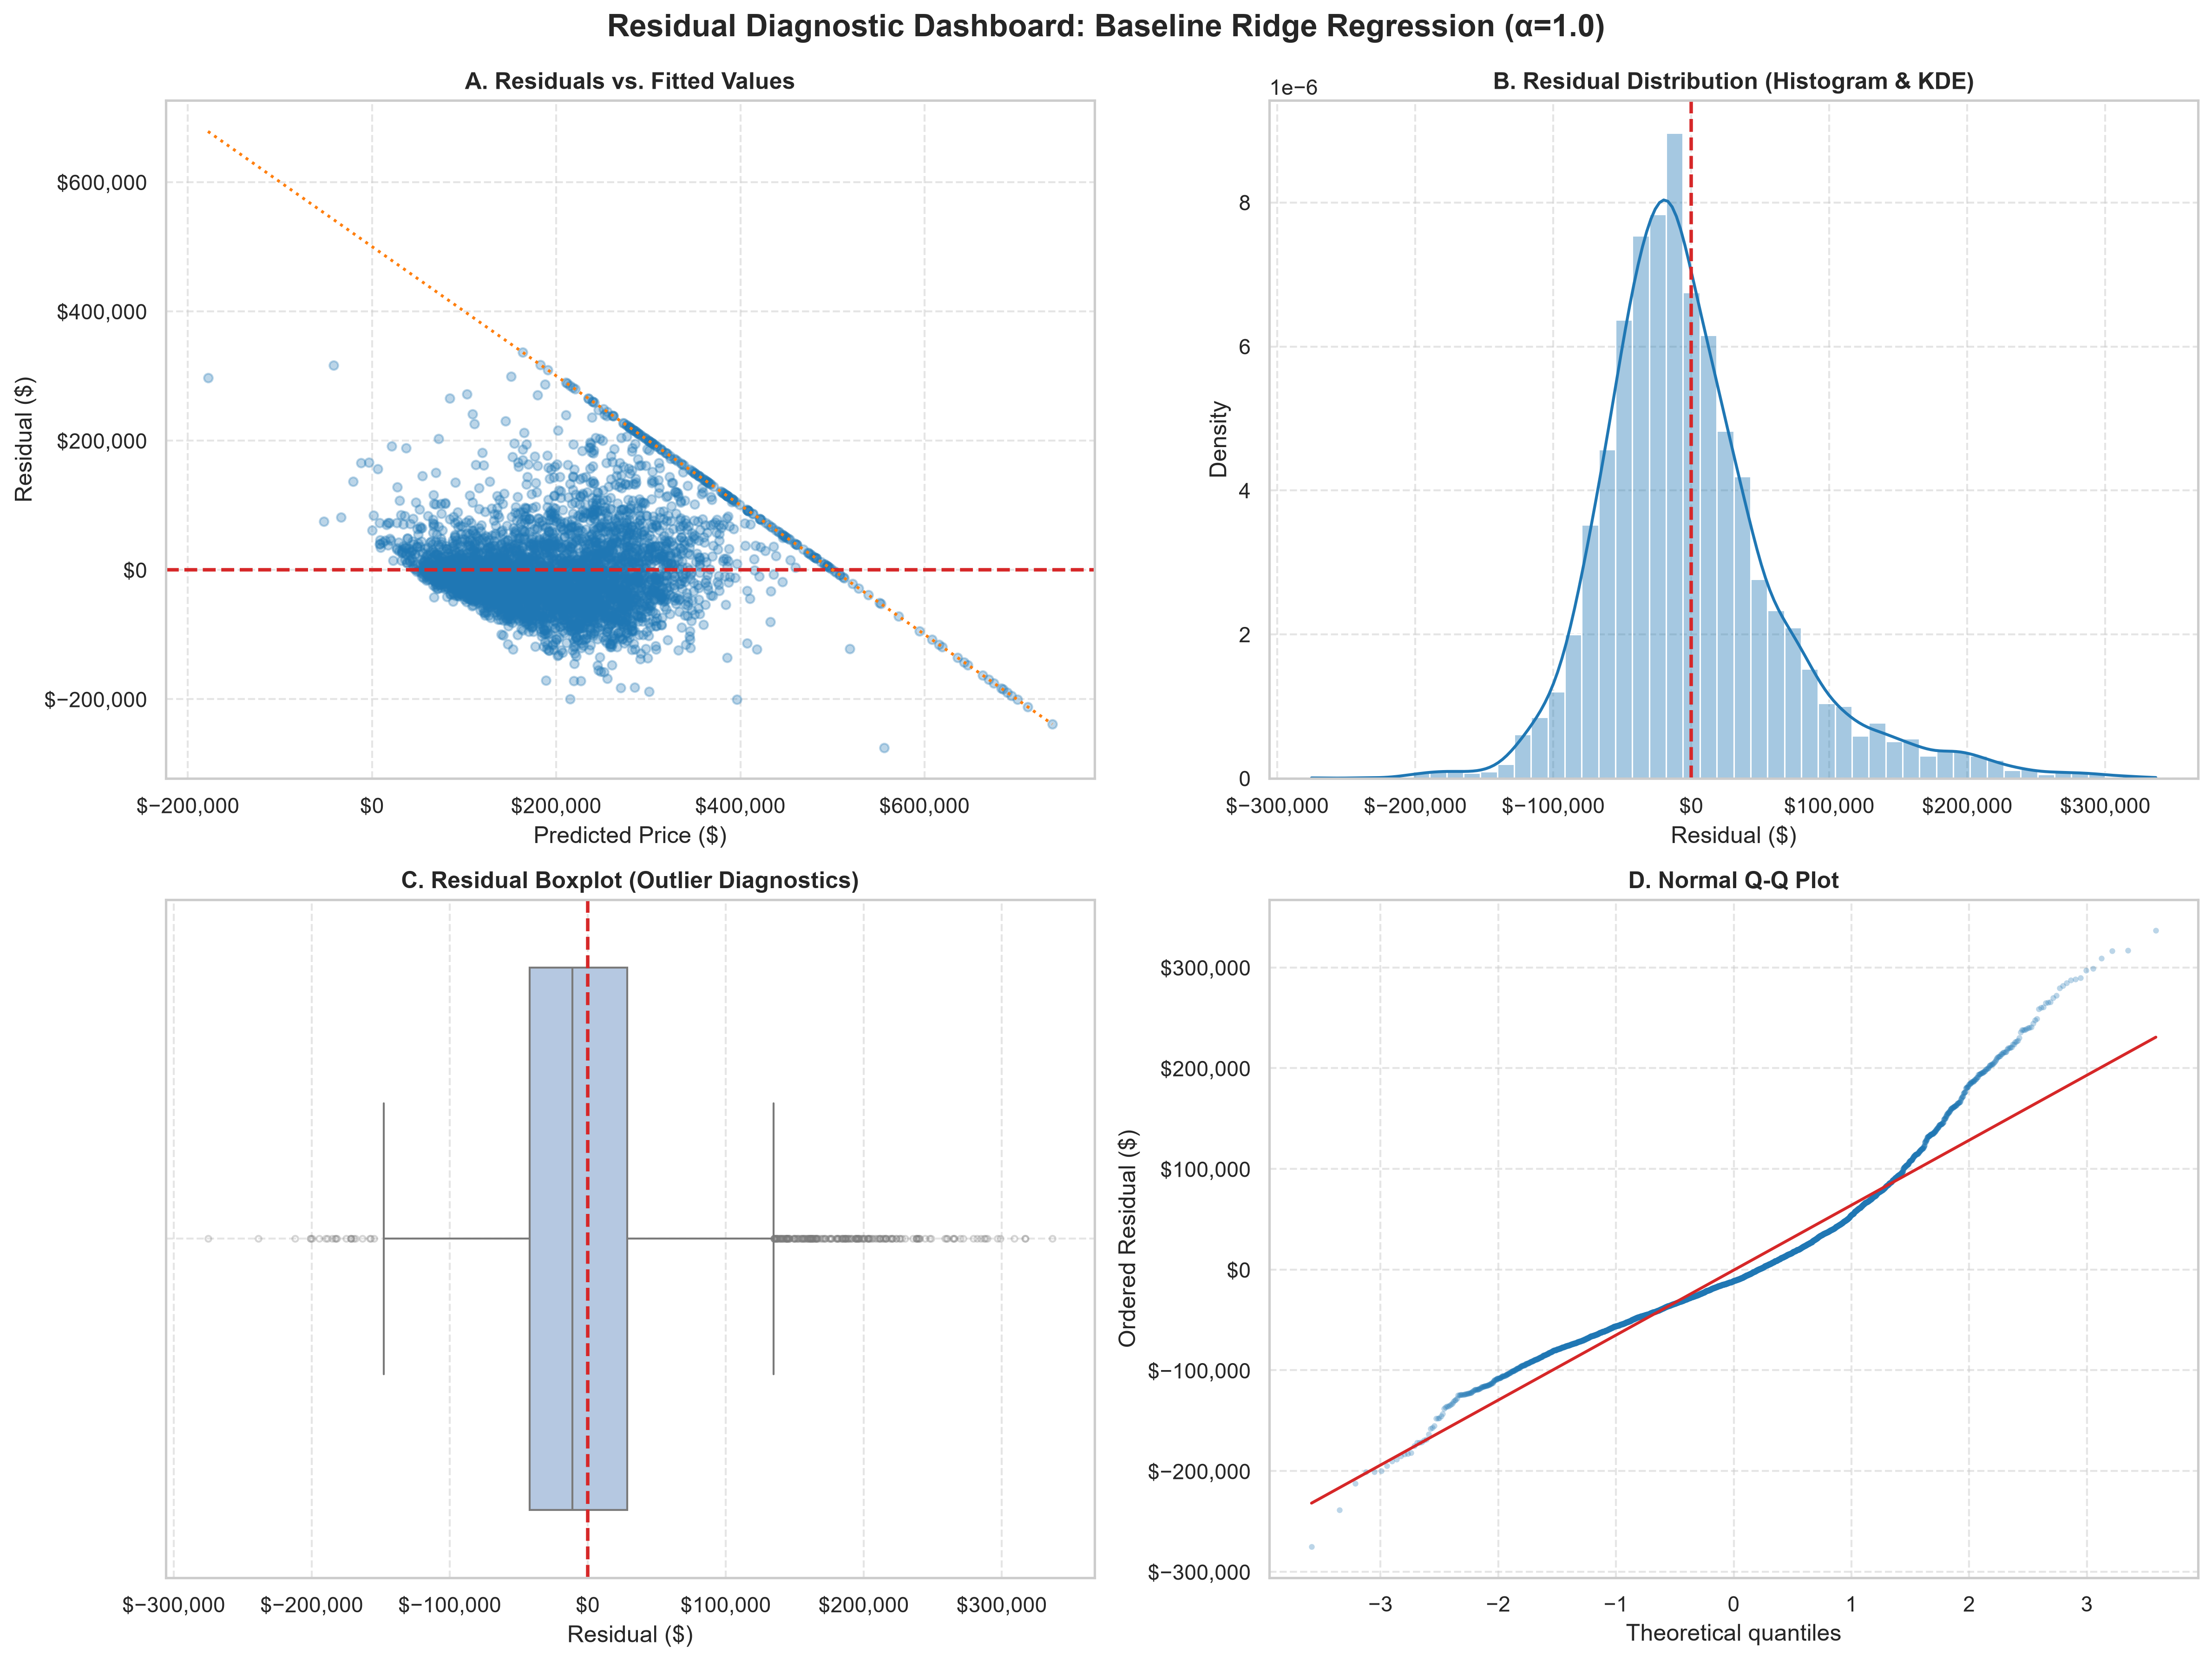 Residual Diagnostic Dashboard: Baseline Ridge Regression (α=1.0)
A. Residuals vs. Fitted Values
Residual ($)
$600,000
$400,000
$200,000
$0
$−200,000
$−200,000 $0 $200,000 $400,000 $600,000
Predicted Price ($)
B. Residual Distribution (Histogram & KDE)
1e−6
Density
8
6
4
2
0
$−300,000 $−200,000 $−100,000 $0 $100,000 $200,000 $300,000
Residual ($)
C. Residual Boxplot (Outlier Diagnostics)
$−300,000 $−200,000 $−100,000 $0 $100,000 $200,000 $300,000
Residual ($)
D. Normal Q-Q Plot
Ordered Residual ($)
$300,000
$200,000
$100,000
$0
$−100,000
$−200,000
$−300,000
−3 −2 −1 0 1 2 3
Theoretical quantiles